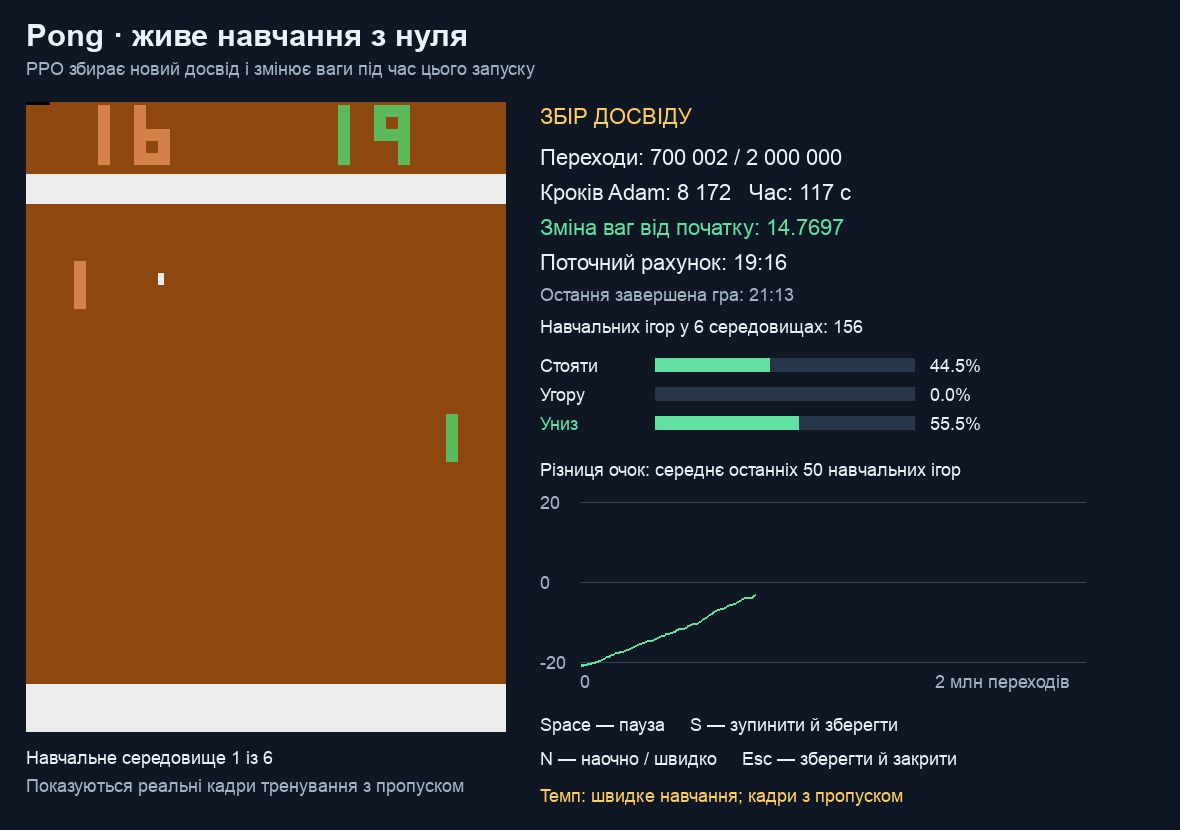 Pong · живе навчання з нуля
PPO збирає новий досвід і змінює ваги під час цього запуску
16 19
ЗБІР ДОСВІДУ
Переходи: 700 002 / 2 000 000
Кроків Adam: 8 172 Час: 117 с
Зміна ваг від початку: 14.7697
Поточний рахунок: 19:16
Остання завершена гра: 21:13
Навчальних ігор у 6 середовищах: 156
Стояти 44.5%
Угору 0.0%
Униз 55.5%
Різниця очок: середнє останніх 50 навчальних ігор
20
0
-20
0 2 млн переходів
Space — пауза S — зупинити й зберегти
N — наочно / швидко Esc — зберегти й закрити
Темп: швидке навчання; кадри з пропуском
Навчальне середовище 1 із 6
Показуються реальні кадри тренування з пропуском